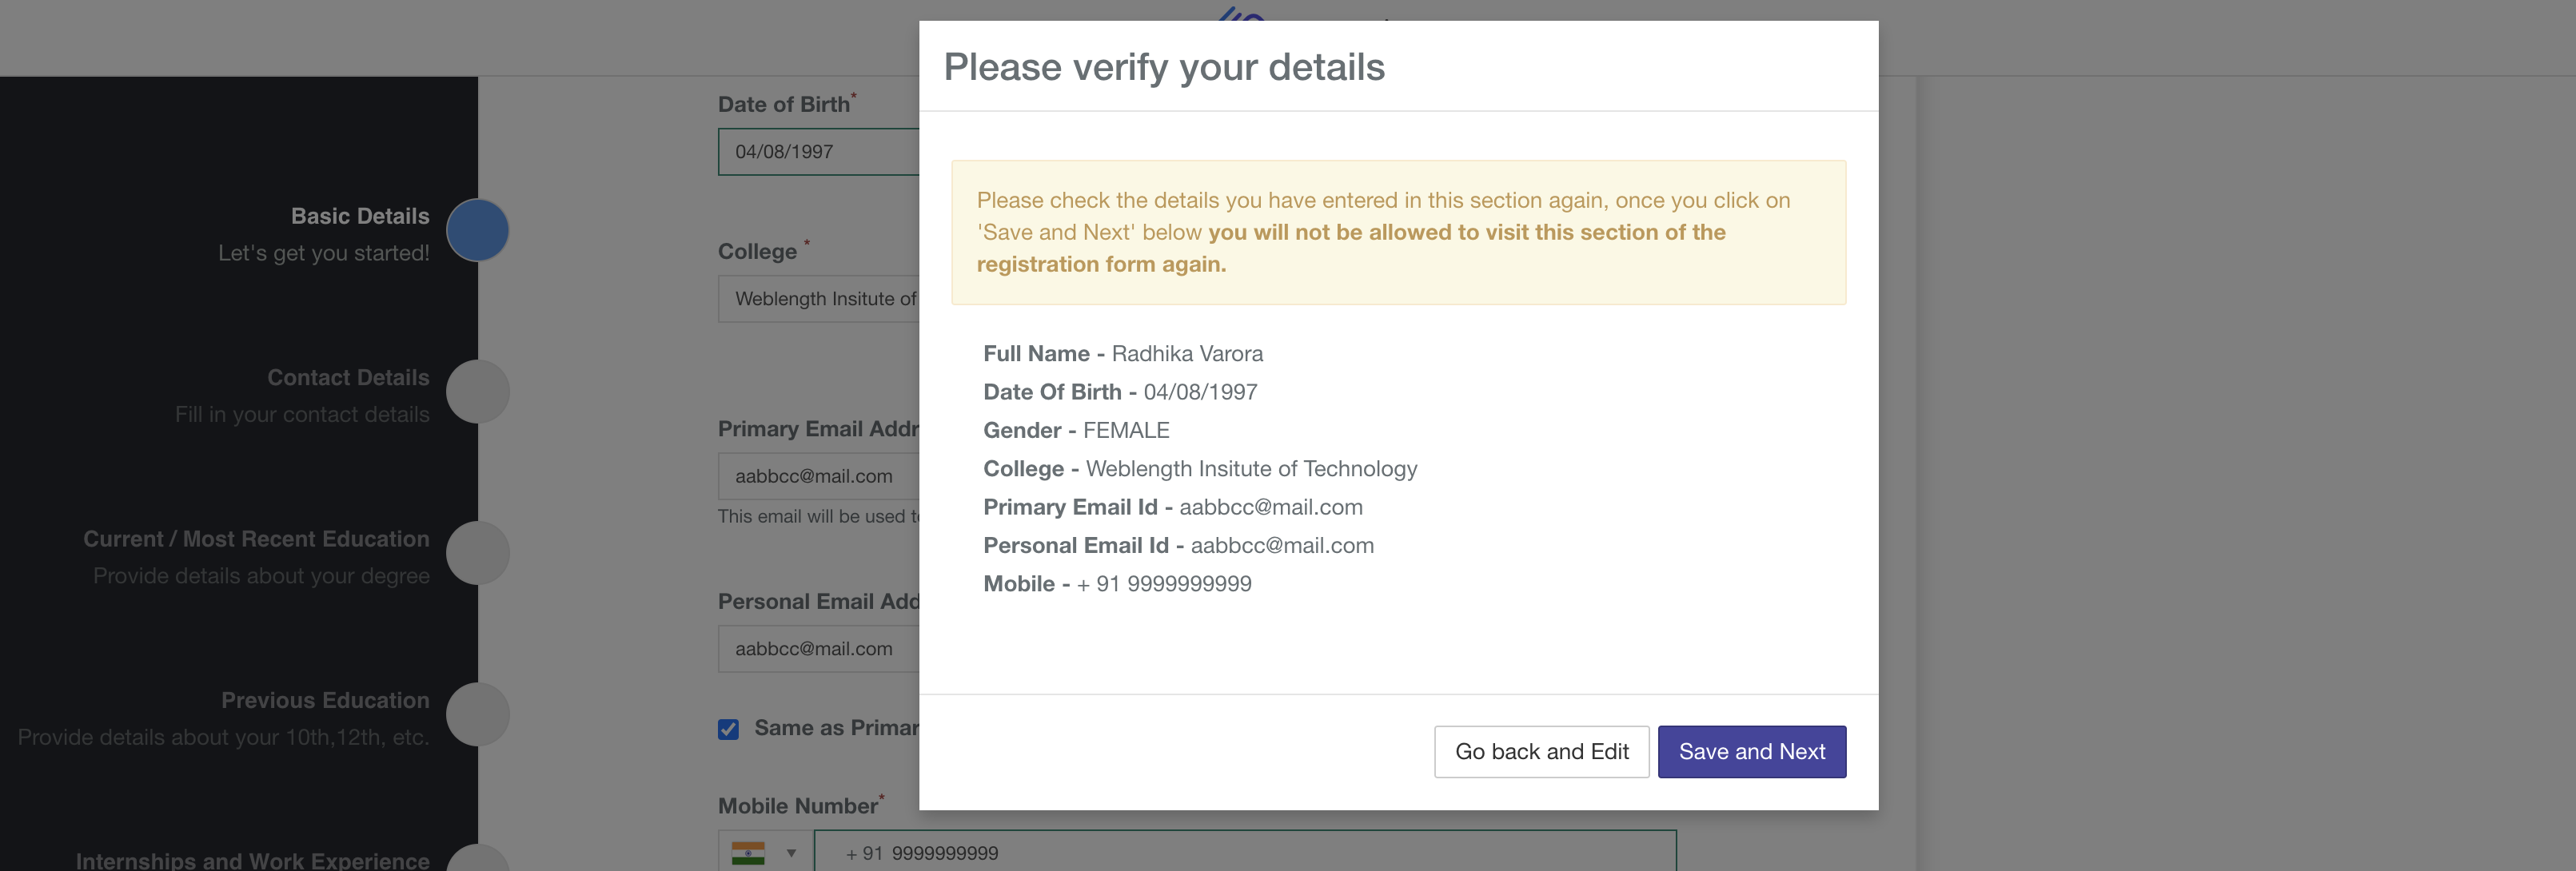 Please verify your details
Please check the details you have entered in this section again, once you click on
'Save and Next' below you will not be allowed to visit this section of the
registration form again.
Full Name - Radhika Varora
Date Of Birth - 04/08/1997
Gender - FEMALE
College - Weblength Insitute of Technology
Primary Email Id - aabbcc@mail.com
Personal Email Id - aabbcc@mail.com
Mobile - + 91 9999999999
Go back and Edit
Save and Next
Basic Details
Let's get you started!
Contact Details
Fill in your contact details
Current / Most Recent Education
Provide details about your degree
Previous Education
Provide details about your 10th,12th, etc.
Internships and Work Experience
Date of Birth*
04/08/1997
College *
Weblength Insitute of
Primary Email
aabbcc@mail.com
This email will be used
Personal Email
aabbcc@mail.com
Same as
Mobile Number*
+ 91 9999999999